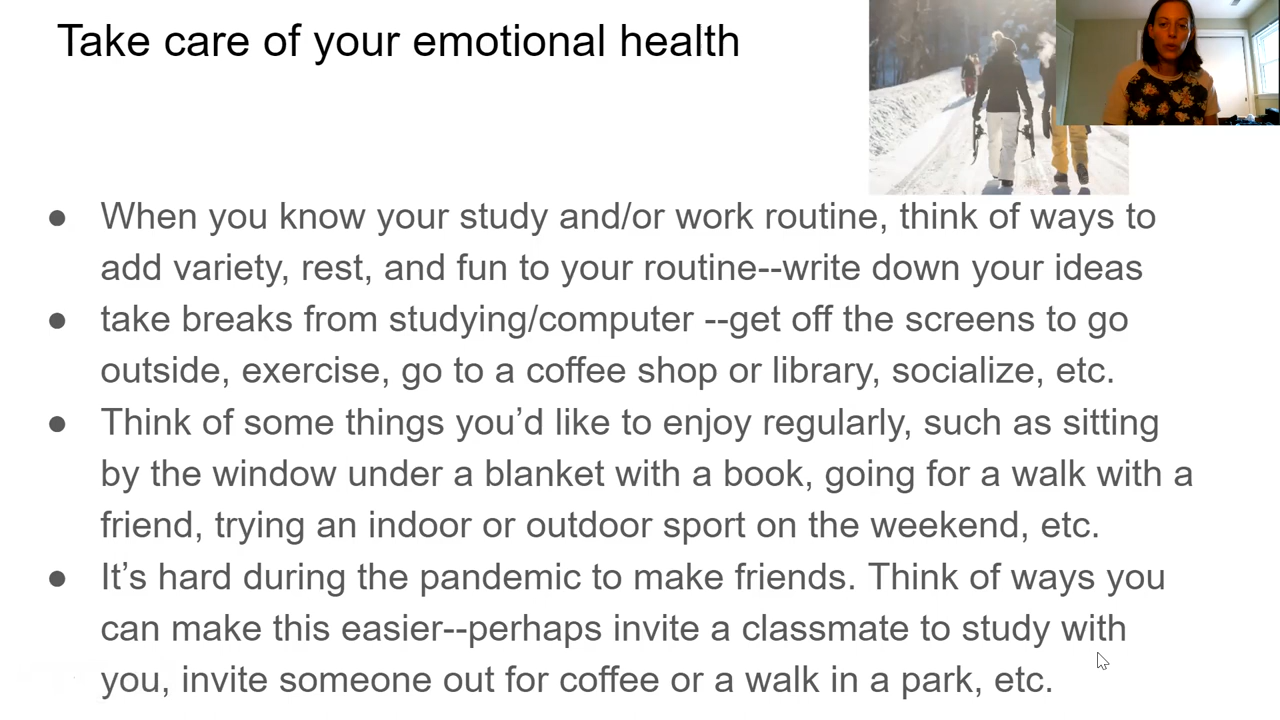 Take care of your emotional health
● When you know your study and/or work routine, think of ways to
add variety, rest, and fun to your routine--write down your ideas
● take breaks from studying/computer --get off the screens to go
outside, exercise, go to a coffee shop or library, socialize, etc.
● Think of some things you’d like to enjoy regularly, such as sitting
by the window under a blanket with a book, going for a walk with a
friend, trying an indoor or outdoor sport on the weekend, etc.
● It’s hard during the pandemic to make friends. Think of ways you
can make this easier--perhaps invite a classmate to study with
you, invite someone out for coffee or a walk in a park, etc.